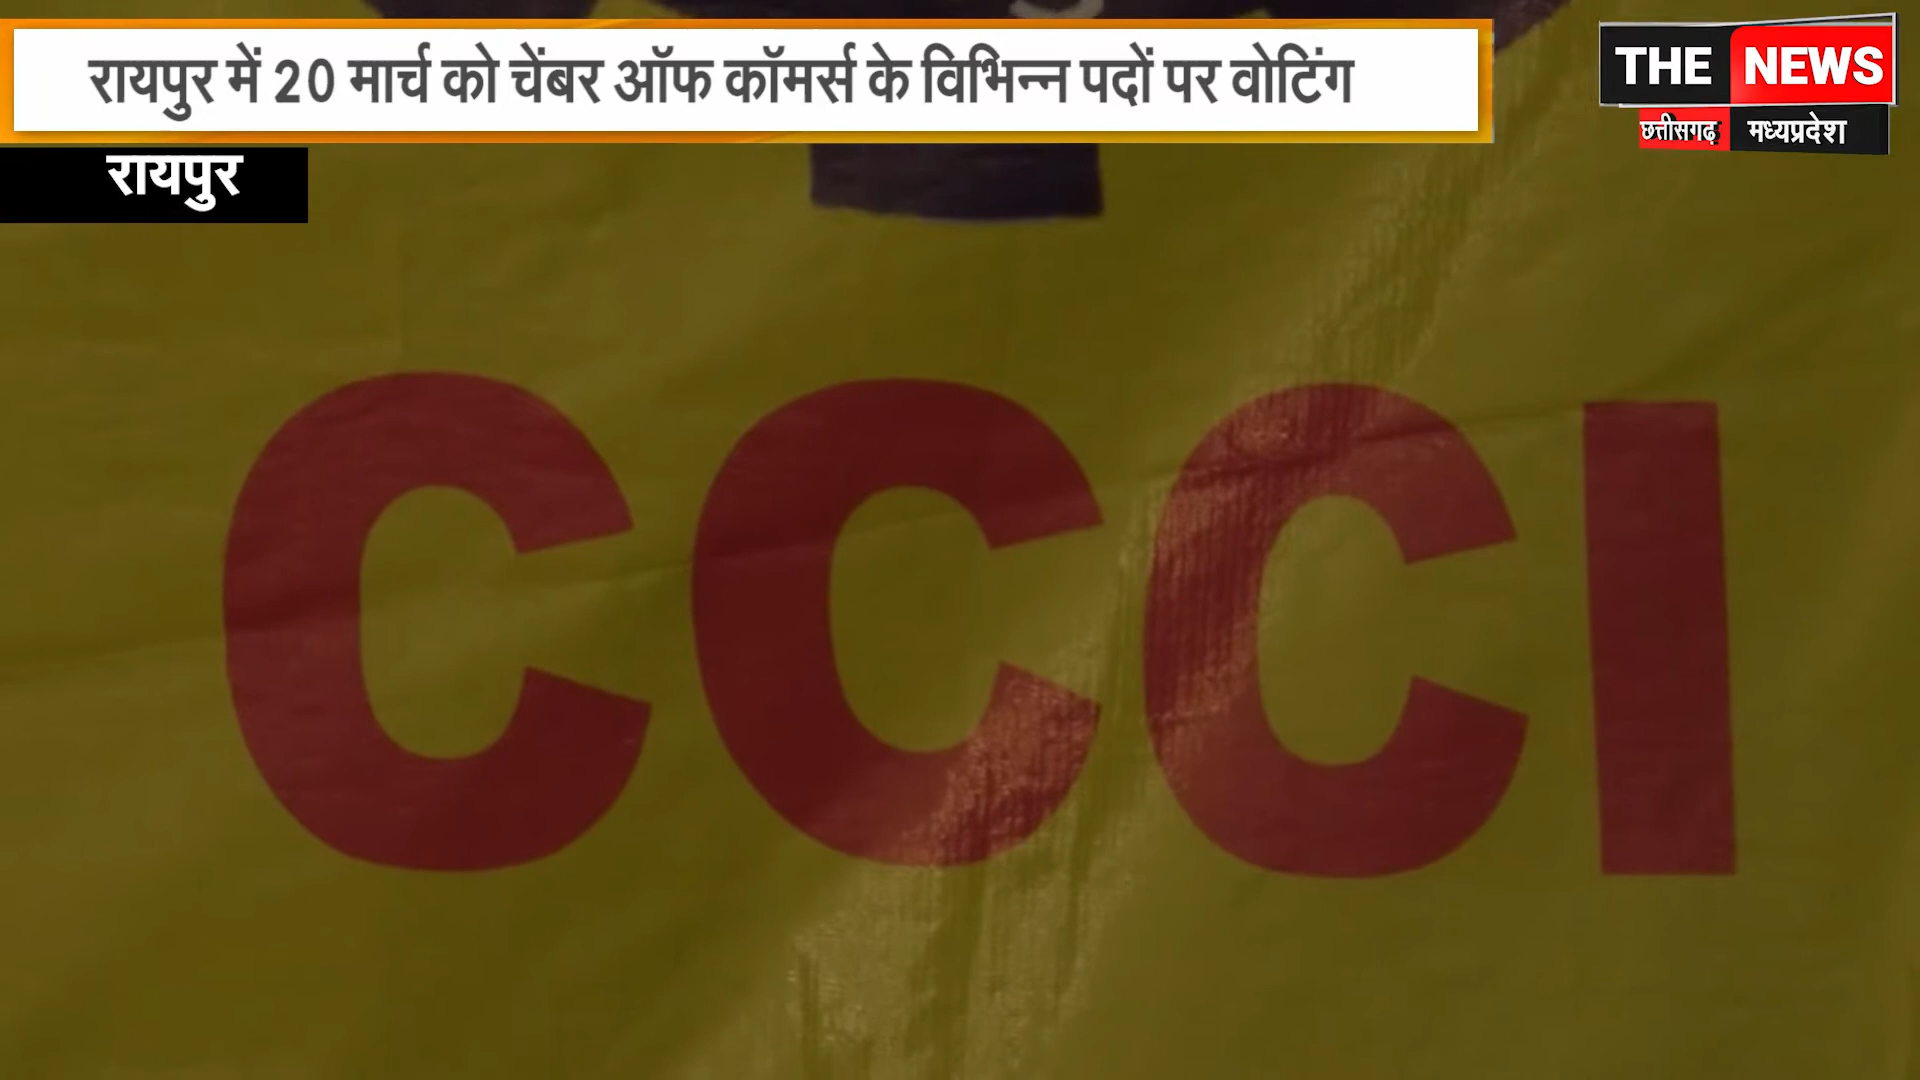 रायपुर में 20 मार्च को चेंबर ऑफ कॉमर्स के विभिन्न पदों पर वोटिंग
THE NEWS
छत्तीसगढ़ मध्यप्रदेश
रायपुर
CCCI